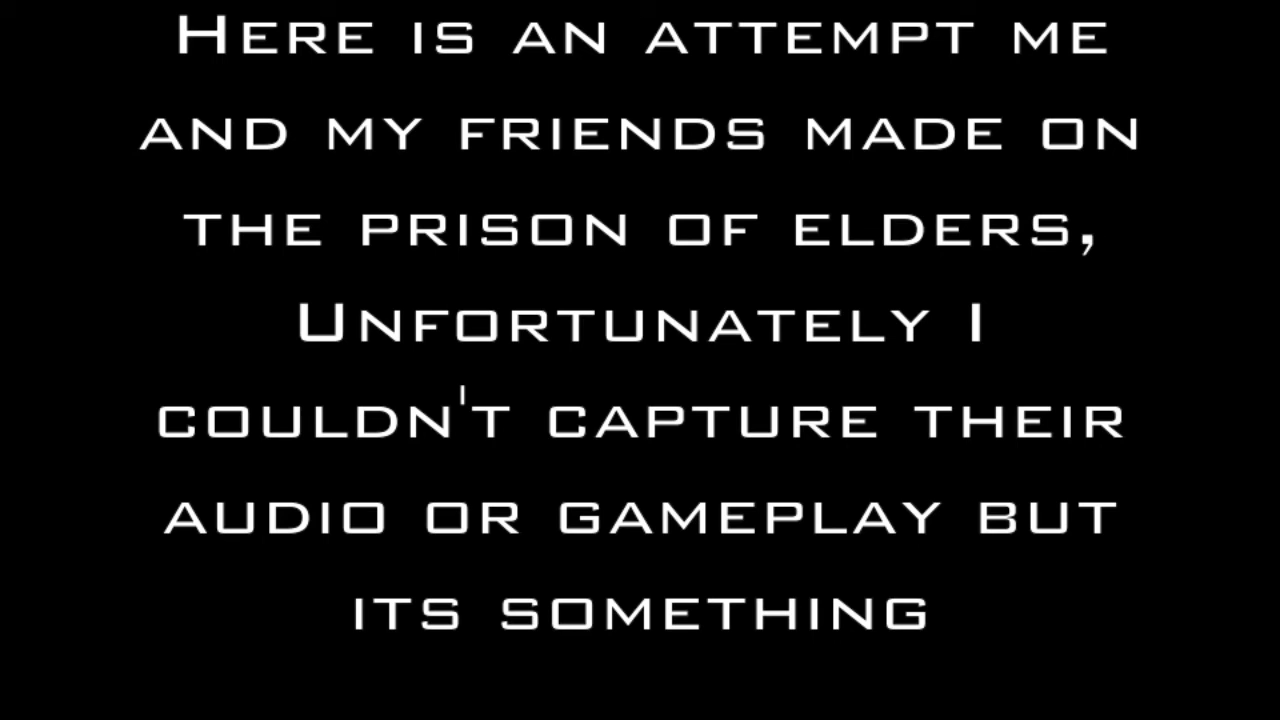 Here is an attempt me
and my friends made on
the prison of elders,
Unfortunately I
couldn't capture their
audio or gameplay but
its something